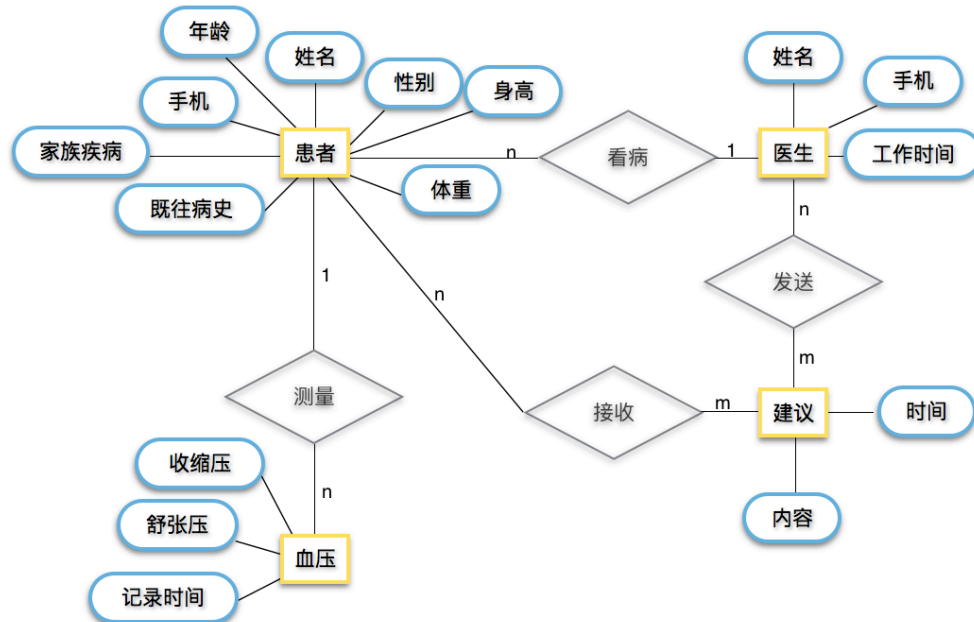 年龄
姓名
姓名
性别
手机
身高
手机
患者
n
看病
1
医生
工作时间
家族疾病
体重
既往病史
n
1
发送
n
m
测量
接收
m
建议
时间
收缩压
n
内容
舒张压
血压
记录时间